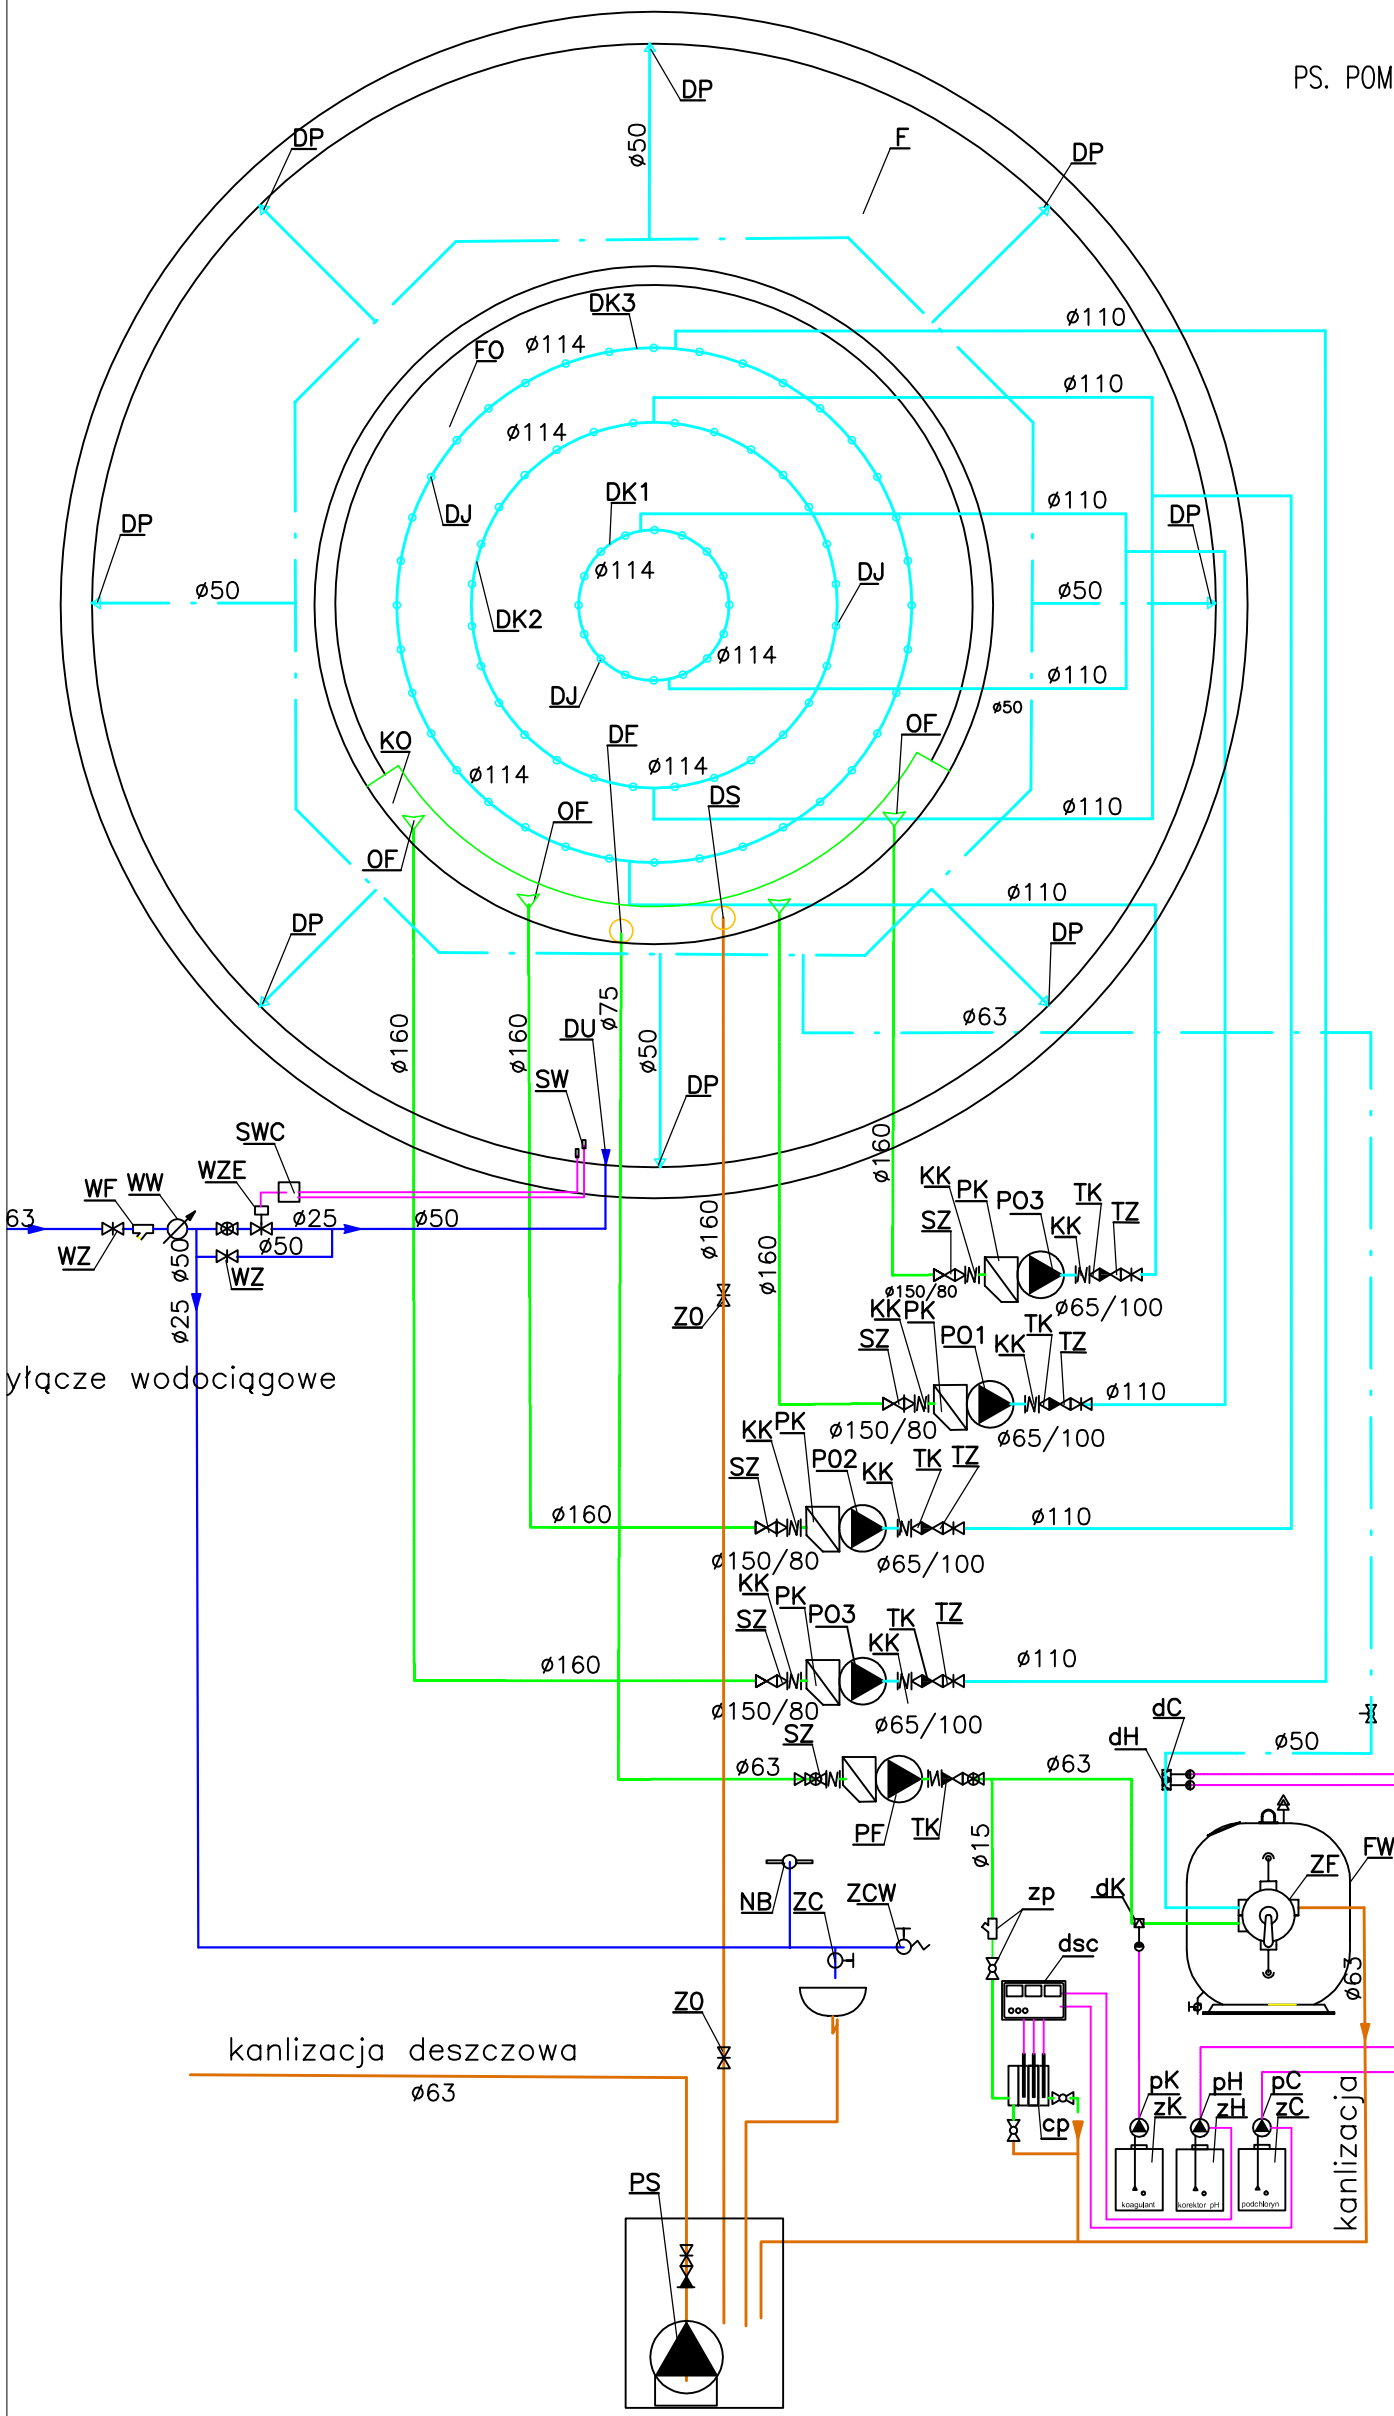 PS. POM
DP
DP
ø50
F
DP
DK3
ø110
FO
ø114
ø110
ø114
DK1
ø110
DP
DJ
DP
ø114
DJ
ø50
ø50
DK2
ø114
DJ
ø110
ø50
OF
KO
DF
ø114
ø114
DS
ø110
OF
OF
ø110
DP
DP
ø75
ø63
ø160
ø160
DU
ø50
SW
DP
SWC
ø160
WZE
WF
WW
KK
PK
PO3
TK
63
ø25
ø50
SZ
KK
TZ
WZ
ø50
ø50
WZ
ø160
ø160
ø25
ZO
ø150/80
ø65/100
KK
PK
TK
SZ
PO1
KK
TZ
yłącze wodociągowe
ø110
ø150/80
ø65/100
KK
PK
SZ
PO2
KK
TK
TZ
ø160
ø110
ø150/80
ø65/100
KK
PK
SZ
PO3
KK
TK
TZ
ø160
ø110
ø150/80
ø65/100
SZ
dC
dH
ø50
ø63
ø63
PF
TK
ø15
FW
ZF
NB
ZC
ZCW
zp
dK
dsc
ø63
ZO
kanlizacja deszczowa
ø63
pK
pH
pC
zK
zH
zC
cp
kanlizacja
PS
koagulant
korektor pH
podchloryn